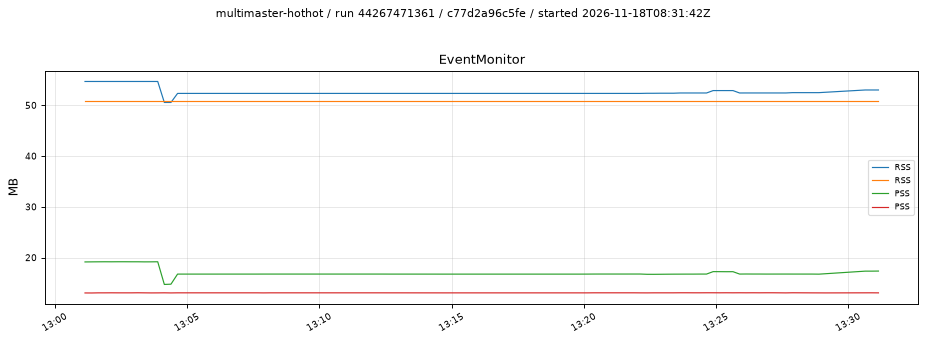 multimaster-hothot / run 44267471361 / c77d2a96c5fe / started 2026-11-18T08:31:42Z
EventMonitor
MB
50
40
30
20
RSS
RSS
PSS
PSS
13:00
13:05
13:10
13:15
13:20
13:25
13:30